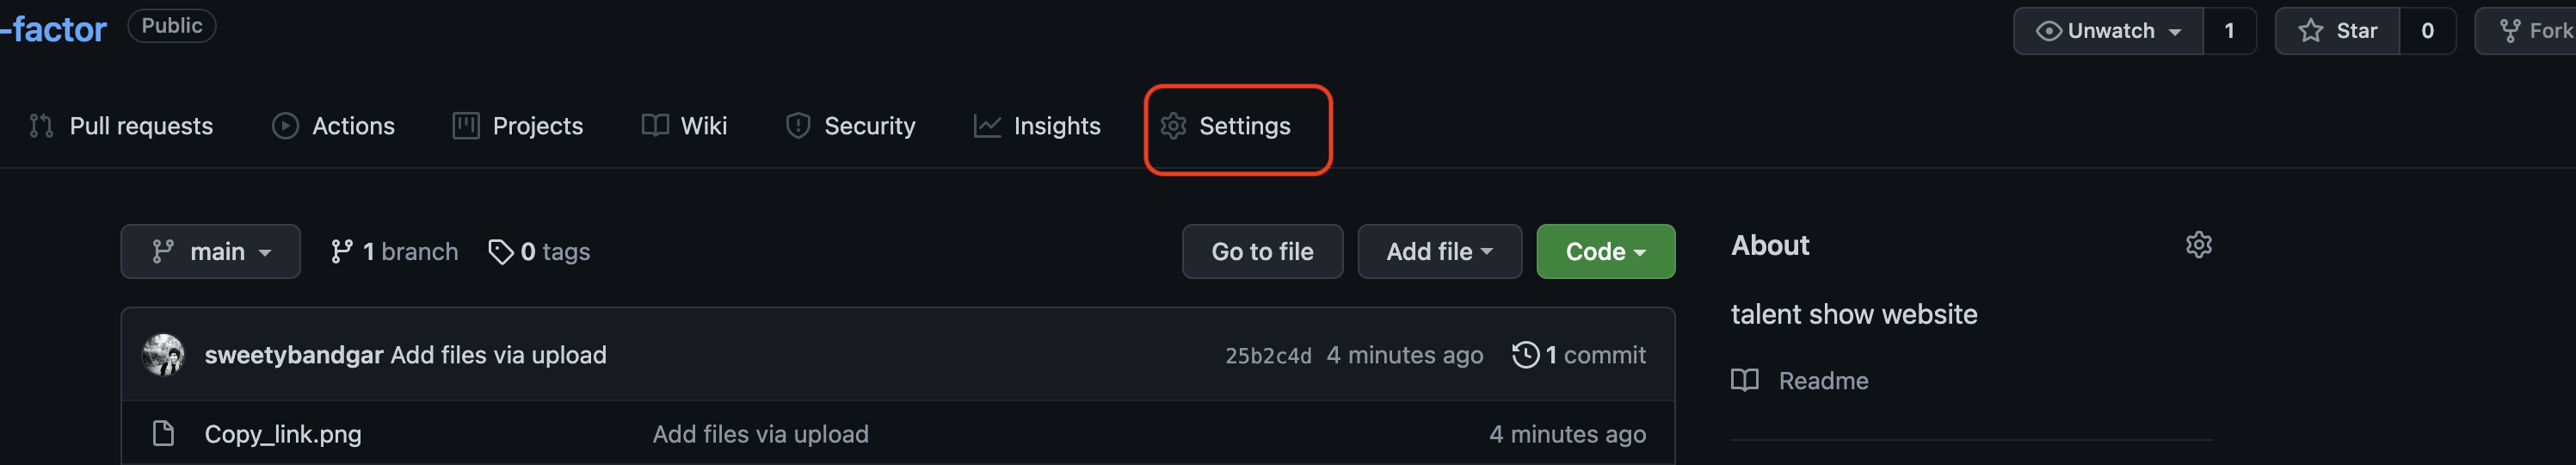 -factor Public Unwatch 1 Star 0 Fork
Pull requests Actions Projects Wiki Security Insights Settings
main 1 branch 0 tags Go to file Add file Code
About
talent show website
sweetybandgar Add files via upload 25b2c4d 4 minutes ago 1 commit
Readme
Copy_link.png Add files via upload 4 minutes ago